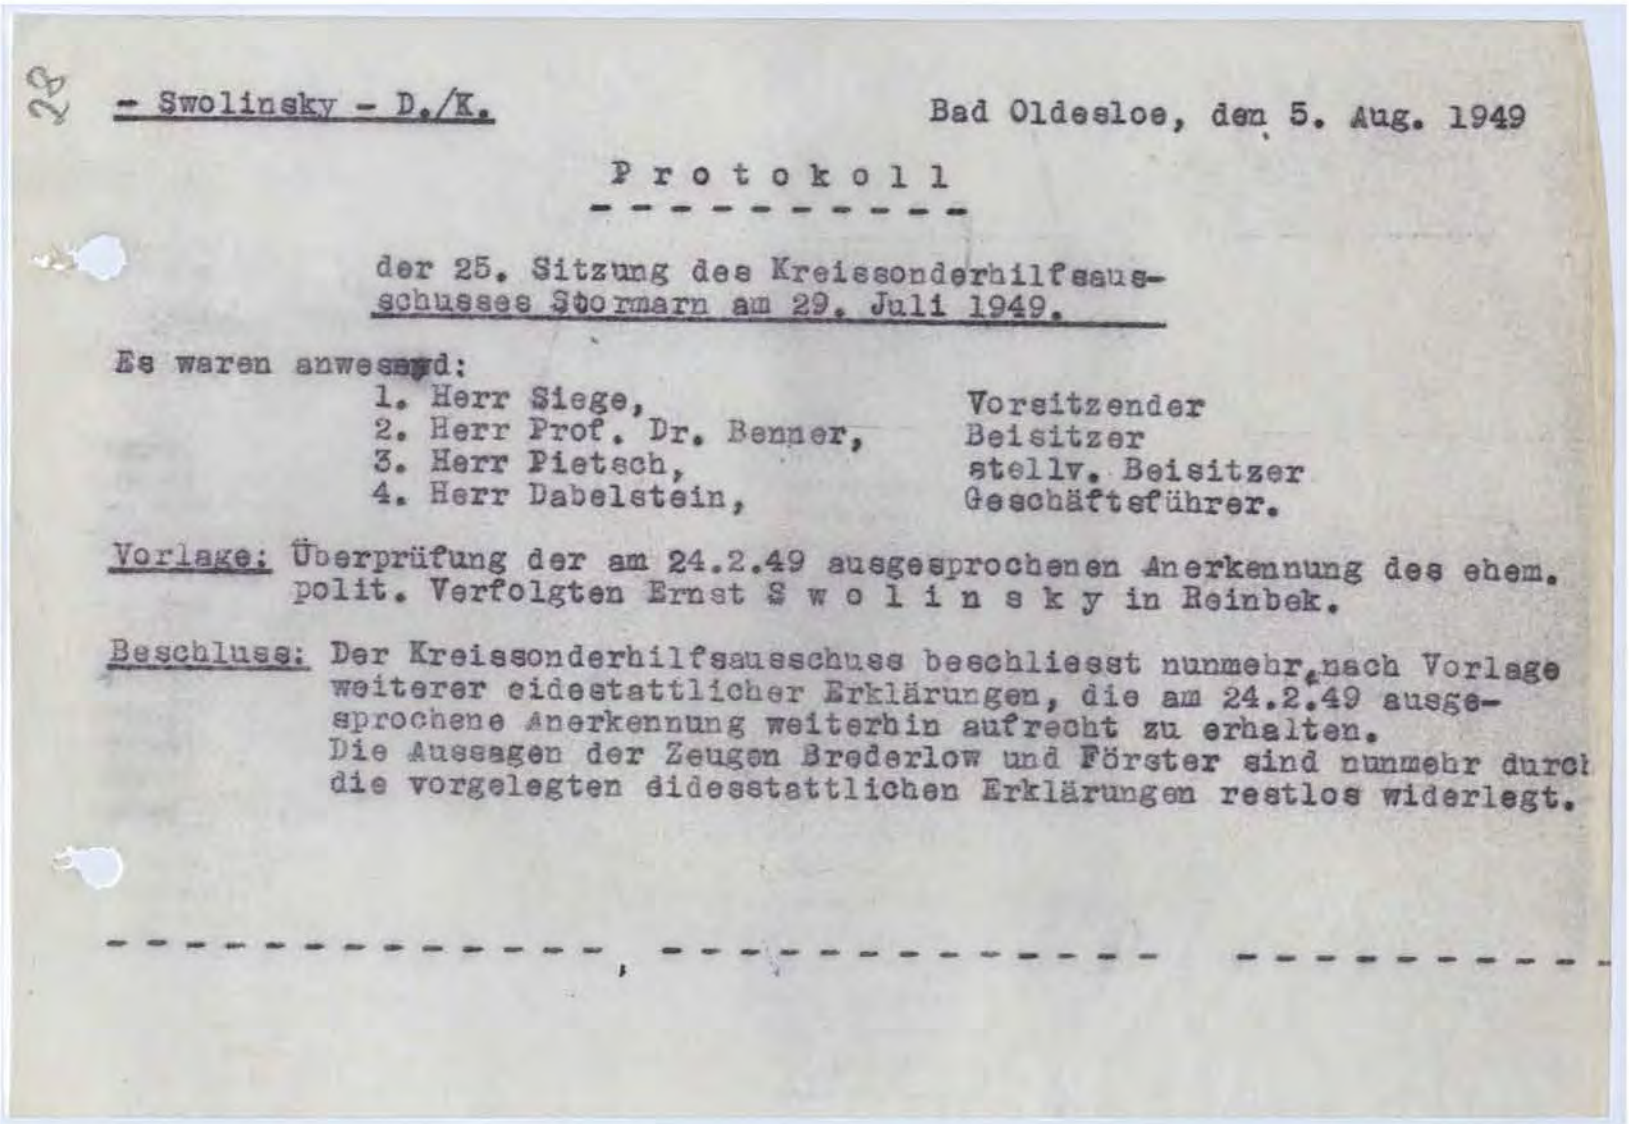 28
- Swolinsky - D./K.
Bad Oldesloe, den 5. Aug. 1949
P r o t o k o l l
- - - - - - - - - -
der 25. Sitzung des Kreissonderhilfsaus-
schusses Stormarn am 29. Juli 1949.
Es waren anwesend:
1. Herr Siege, Vorsitzender
2. Herr Prof. Dr. Benner, Beisitzer
3. Herr Pietsch, stellv. Beisitzer
4. Herr Dabelstein, Geschäftsführer.
Vorlage: Überprüfung der am 24.2.49 ausgesprochenen Anerkennung des ehem.
polit. Verfolgten Ernst S w o l i n s k y in Reinbek.
Beschluss: Der Kreissonderhilfsausschuss beschliesst nunmehr, nach Vorlage
weiterer eidestattlicher Erklärungen, die am 24.2.49 ausge-
sprochene Anerkennung weiterhin aufrecht zu erhalten.
Die Aussagen der Zeugen Brederlow und Förster sind nunmehr durch
die vorgelegten didesstattlichen Erklärungen restlos widerlegt.
- - - - - - - - - - - - - - - - - - - - - - - - - - - - - - - - - - - -